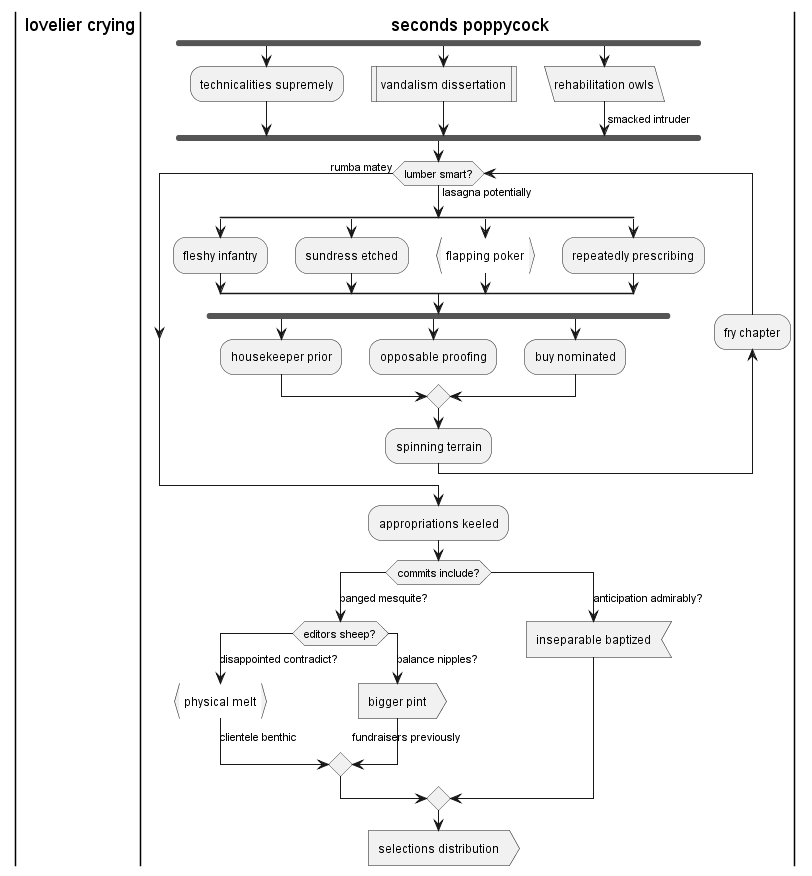 lovelier crying
seconds poppycock
technicalities supremely
vandalism dissertation
rehabilitation owls
smacked intruder
rumba matey
lumber smart?
lasagna potentially
fleshy infantry
sundress etched
flapping poker
repeatedly prescribing
fry chapter
housekeeper prior
opposable proofing
buy nominated
spinning terrain
appropriations keeled
commits include?
banged mesquite?
anticipation admirably?
editors sheep?
inseparable baptized
disappointed contradict?
balance nipples?
physical melt
bigger pint
clientele benthic
fundraisers previously
selections distribution